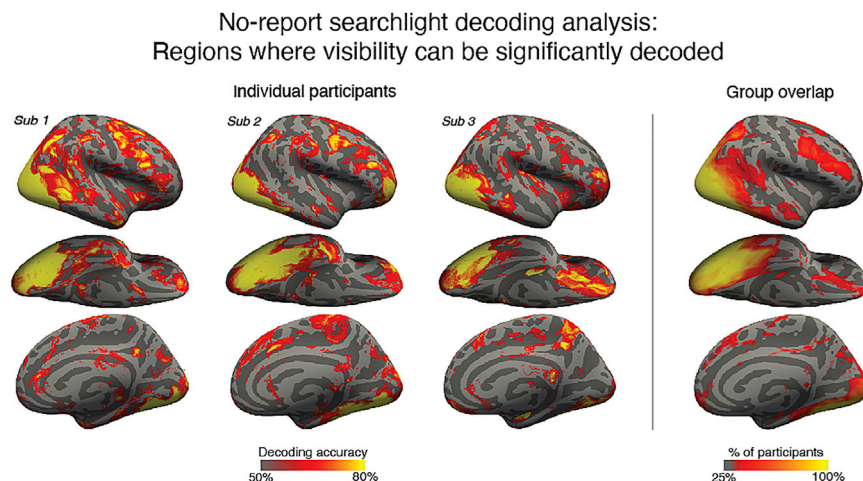 No-report searchlight decoding analysis:
Regions where visibility can be significantly decoded
Individual participants
Group overlap
Sub 1
Sub 2
Sub 3
Decoding accuracy
50%
80%
% of participants
25%
100%